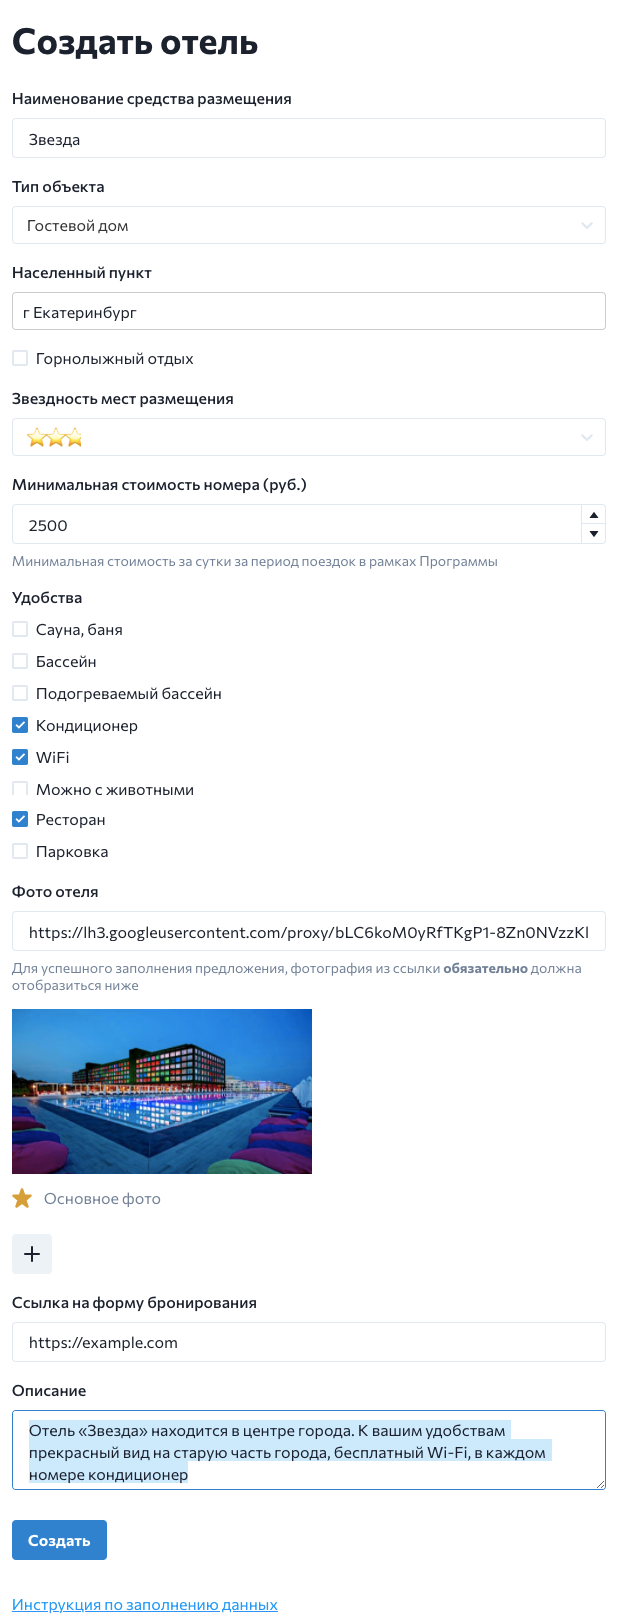 Создать отель
Наименование средства размещения
Звезда
Тип объекта
Гостевой дом
Населенный пункт
г Екатеринбург
Горнолыжный отдых
Звездность мест размещения
Минимальная стоимость номера (руб.)
2500
Минимальная стоимость за сутки за период поездок в рамках Программы
Удобства
Сауна, баня
Бассейн
Подогреваемый бассейн
Кондиционер
WiFi
Можно с животными
Ресторан
Парковка
Фото отеля
https://lh3.googleusercontent.com/proxy/bLC6koM0yRfTKgP1-8Zn0NVzzKl
Для успешного заполнения предложения, фотография из ссылки обязательно должна
отобразиться ниже
Основное фото
Ссылка на форму бронирования
https://example.com
Описание
Отель «Звезда» находится в центре города. К вашим удобствам
прекрасный вид на старую часть города, бесплатный Wi-Fi, в каждом
номере кондиционер
Создать
Инструкция по заполнению данных